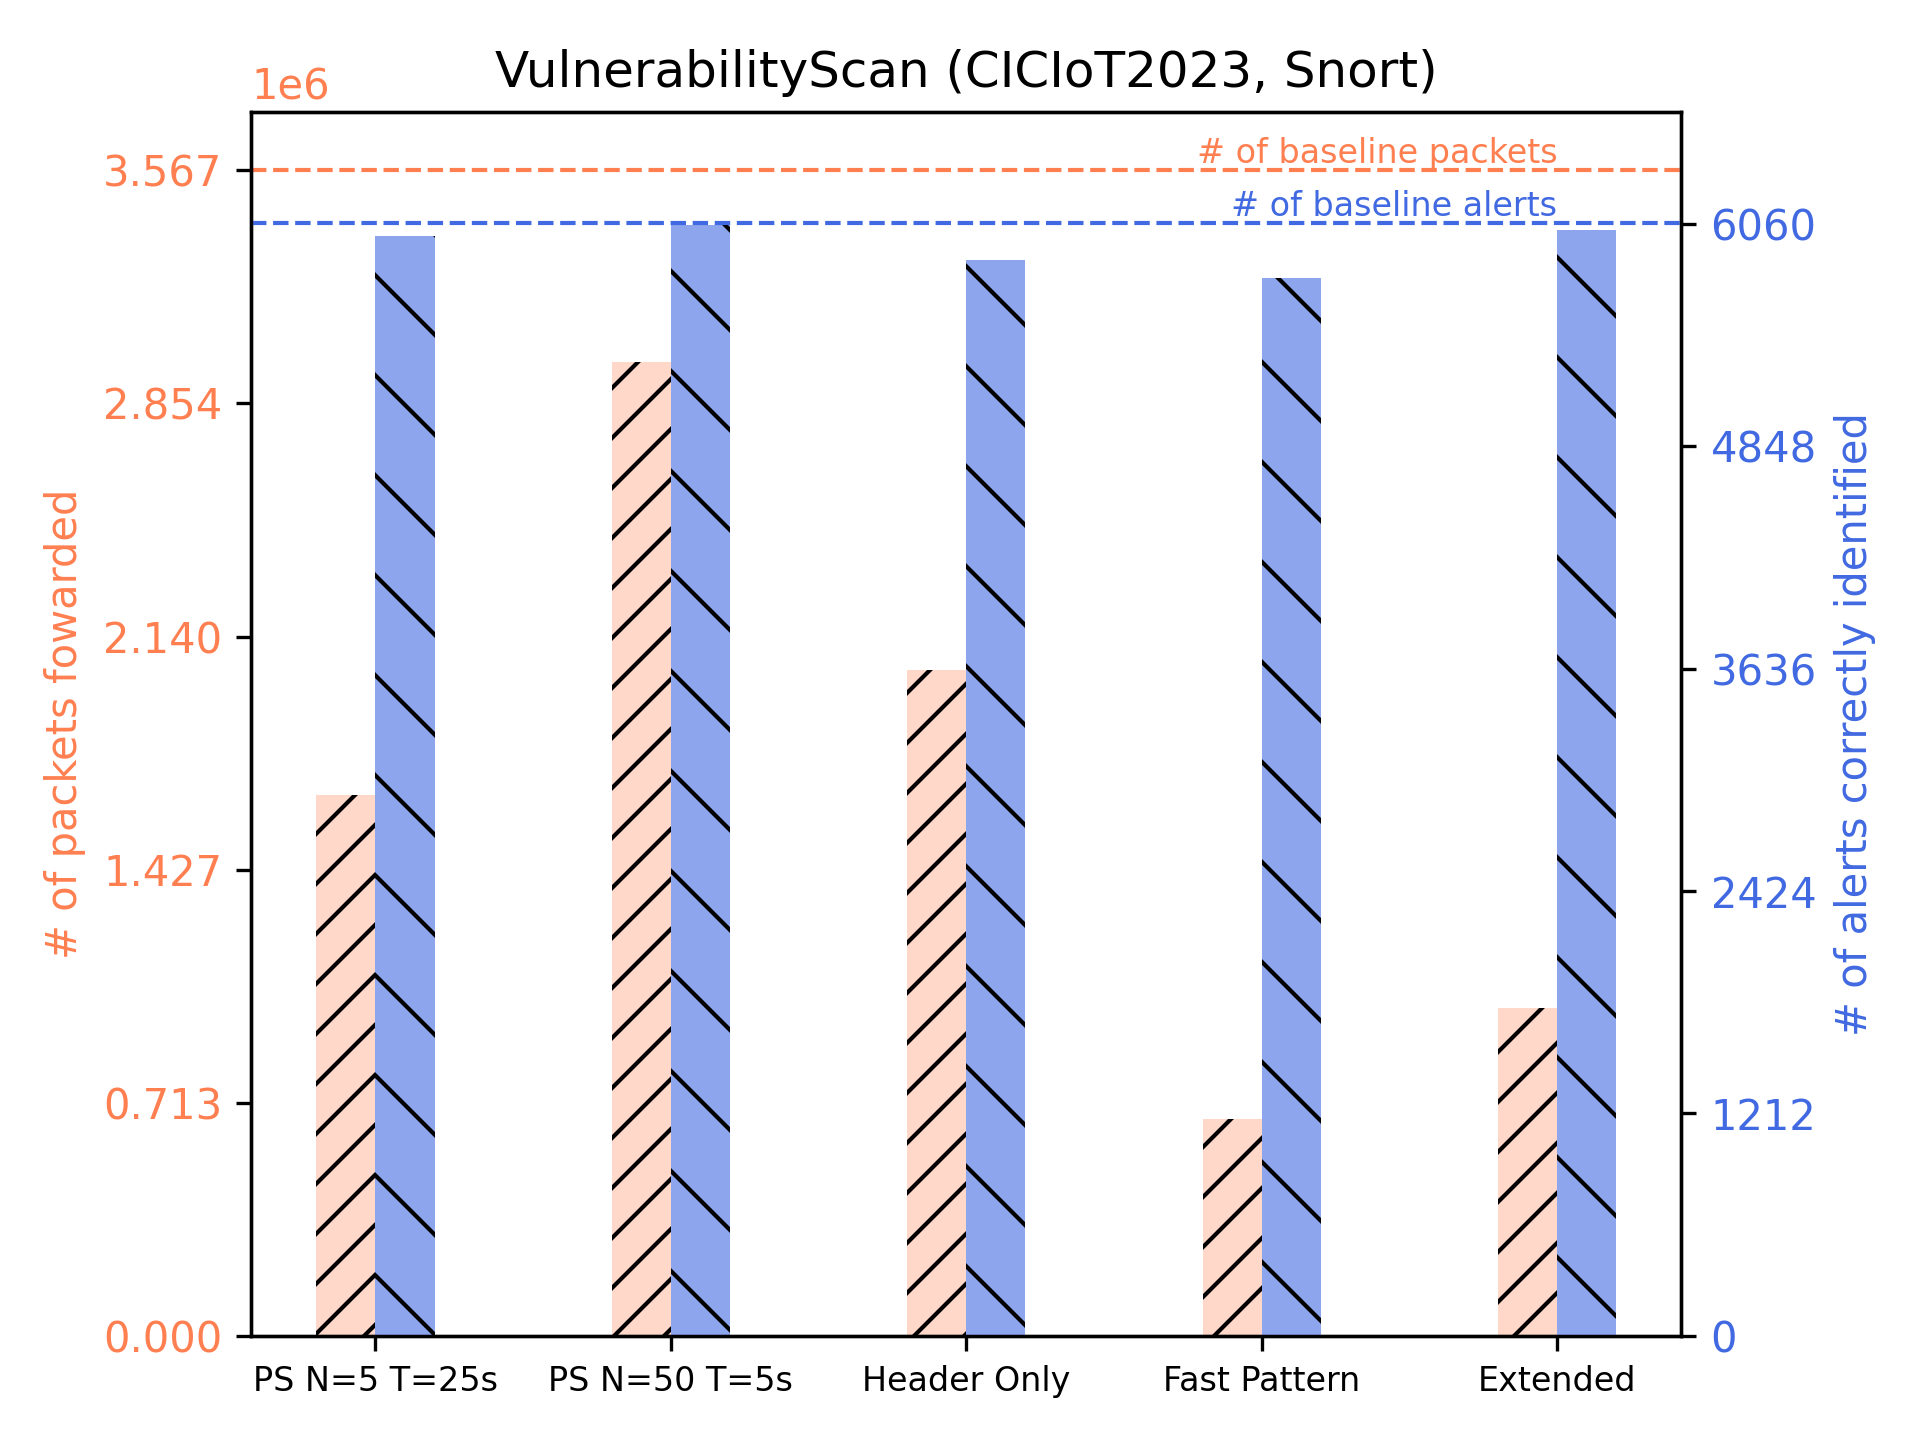 VulnerabilityScan (CICIoT2023, Snort)
1e6
# of baseline packets
# of baseline alerts
3.567
2.854
2.140
1.427
0.713
0.000
# of packets fowarded
6060
4848
3636
2424
1212
0
# of alerts correctly identified
PS N=5 T=25s
PS N=50 T=5s
Header Only
Fast Pattern
Extended